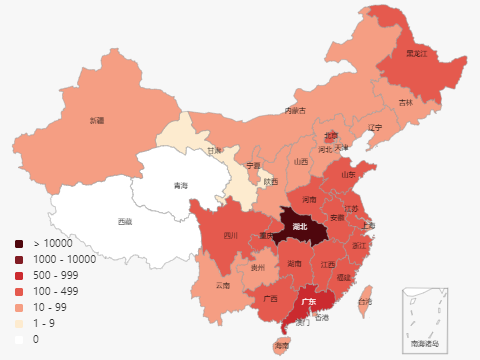 黑龙江
吉林
内蒙古
辽宁
新疆
北京
天津
河北
甘肃
山西
宁夏
山东
陕西
青海
河南
江苏
西藏
安徽
上海
湖北
四川
重庆
浙江
湖南
江西
贵州
福建
云南
广西
广东
台湾
香港
澳门
海南
南海诸岛
> 10000
1000 - 10000
500 - 999
100 - 499
10 - 99
1 - 9
0